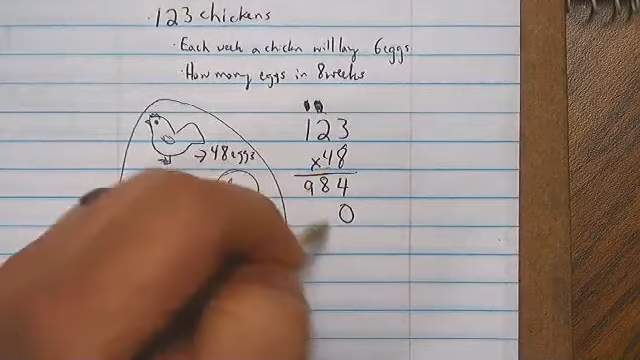 · 123 chickens
· Each week a chicken will lay 6 eggs
· How many eggs in 8 weeks
→ 48 eggs
123
x48
984
0